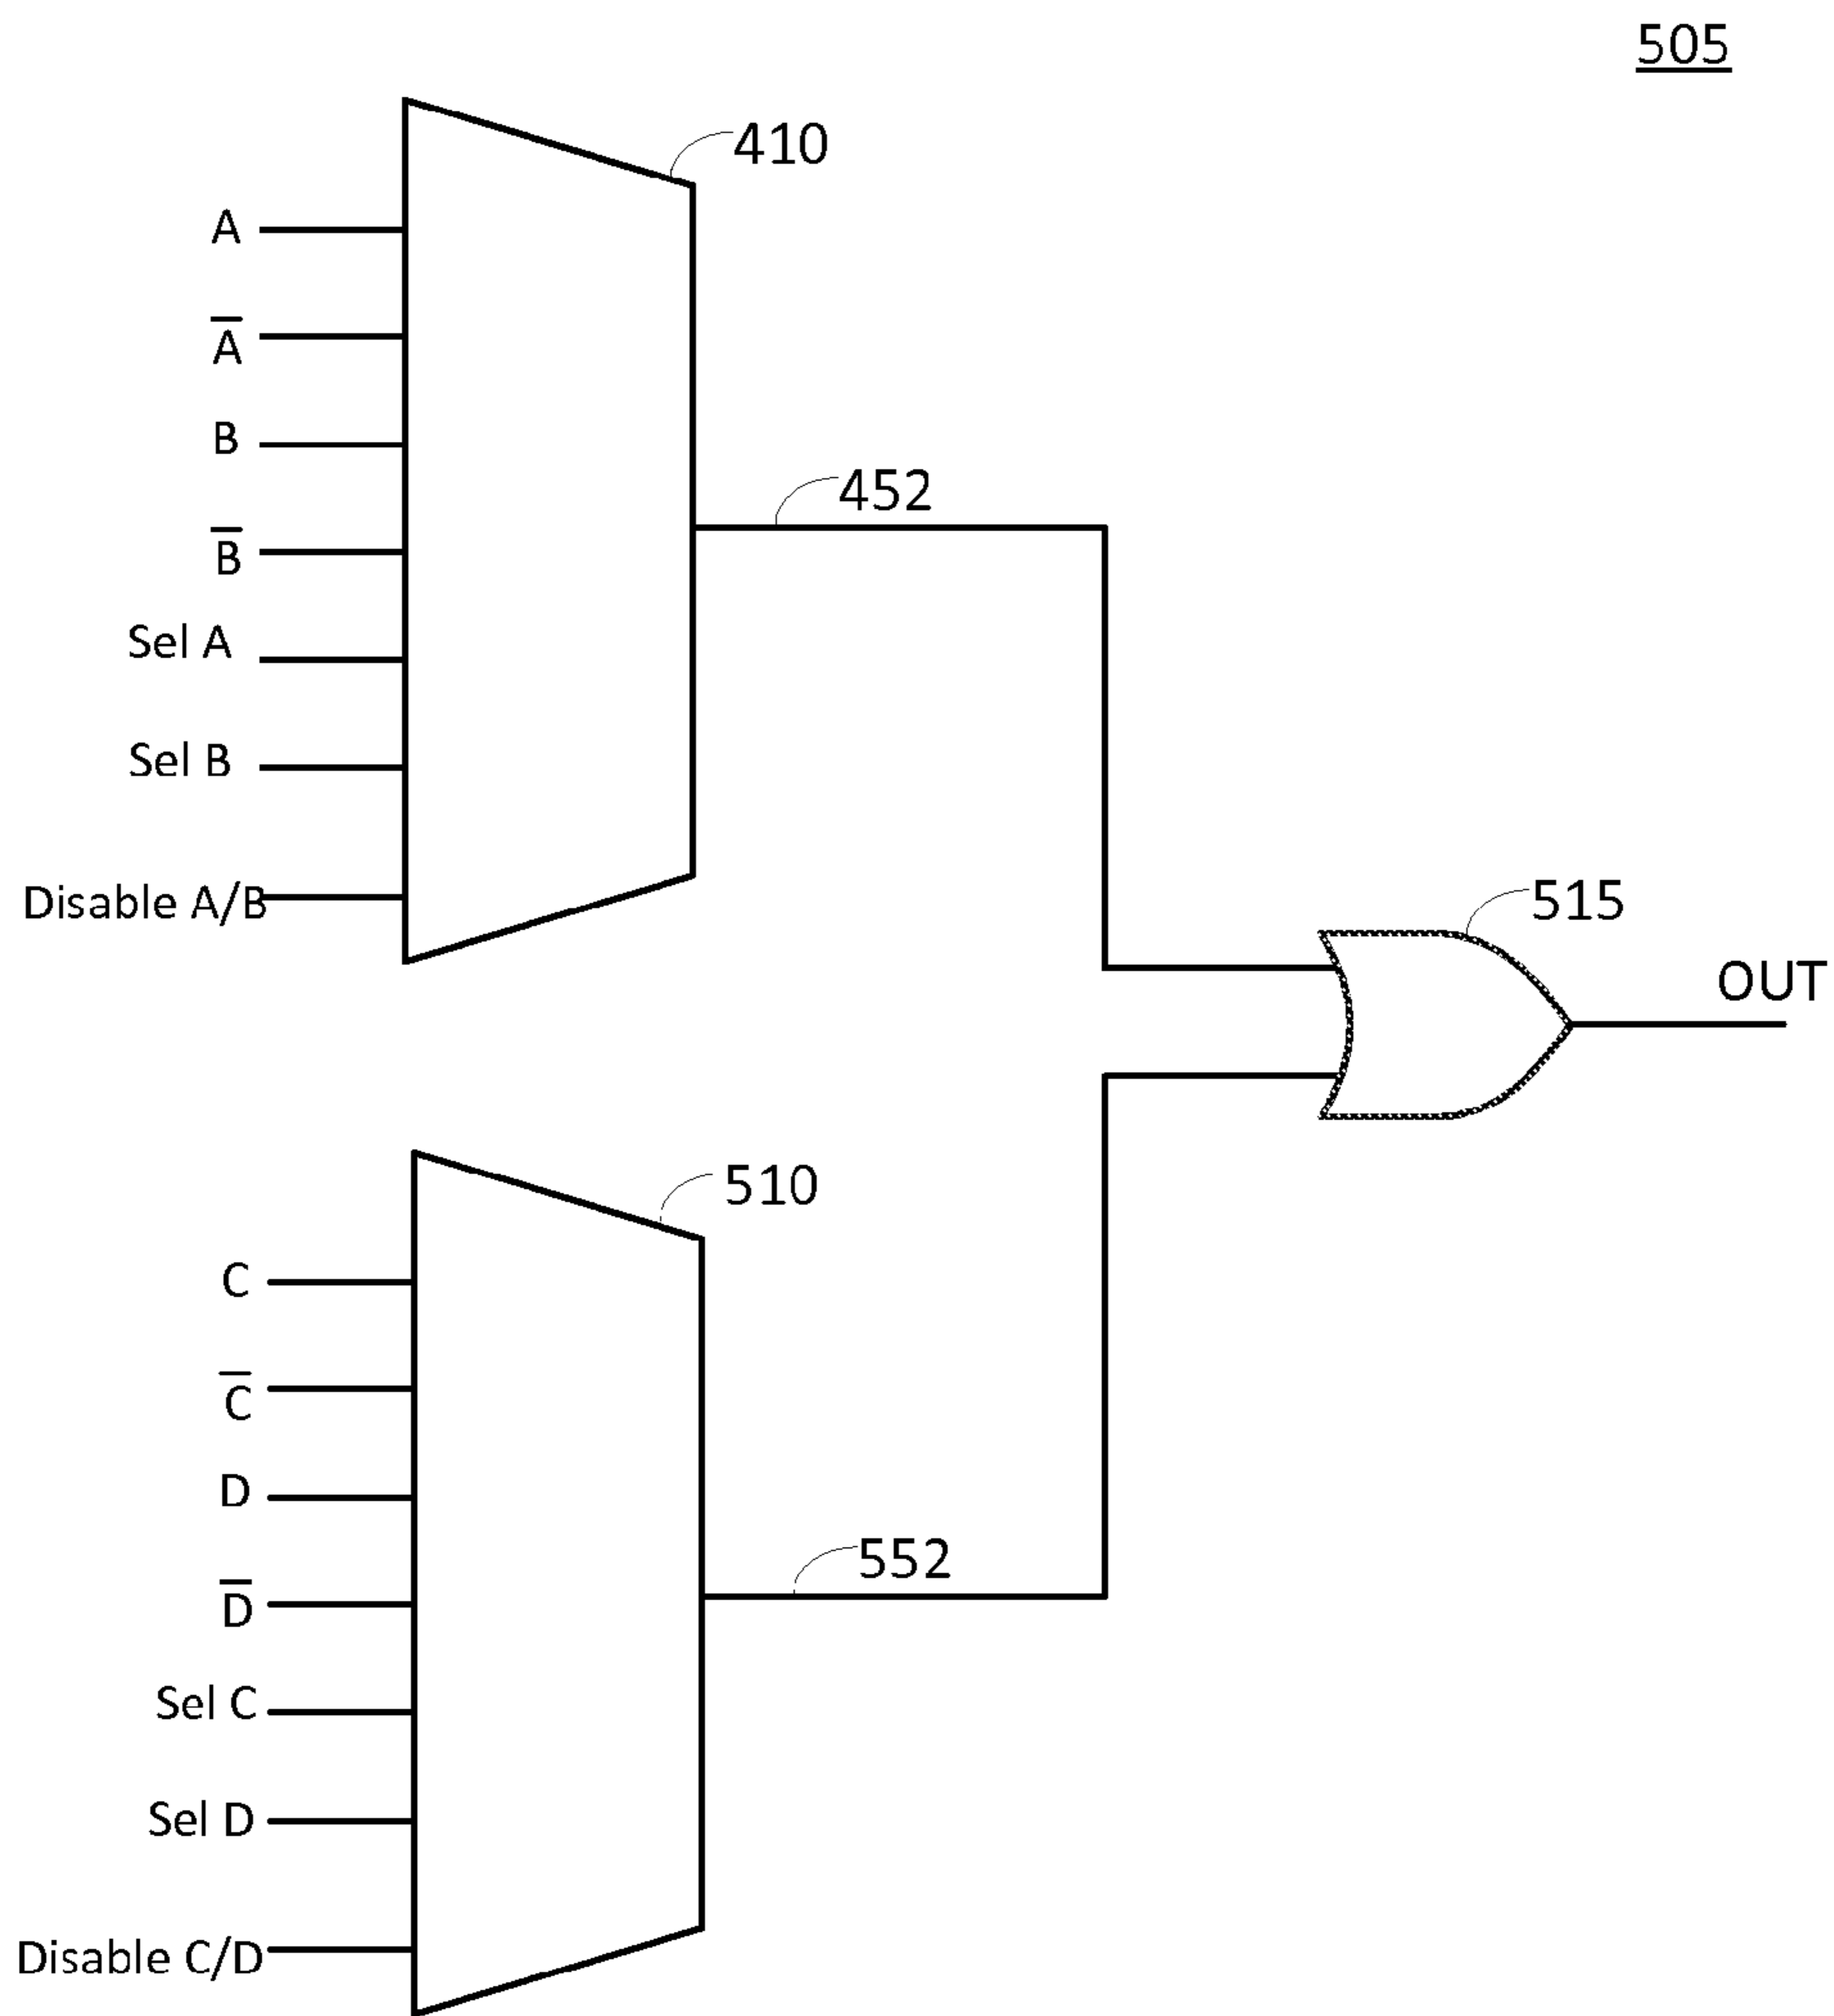 505
410
A
A̅
B
452
B̅
Sel A
Sel B
Disable A/B
515
OUT
510
C
C̅
D
552
D̅
Sel C
Sel D
Disable C/D